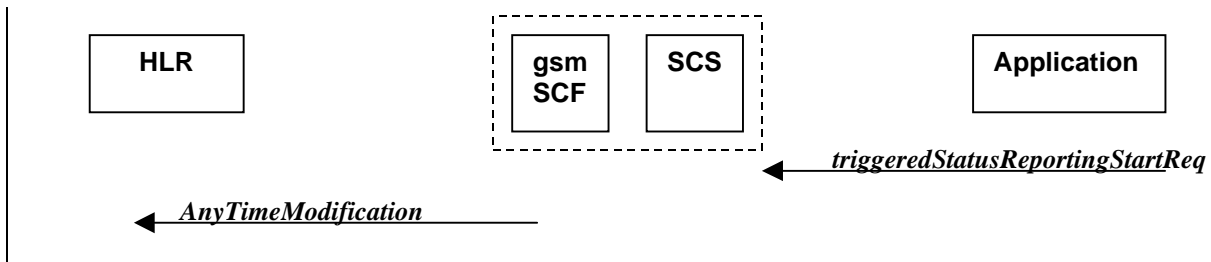 HLR
gsm
SCF
SCS
Application
triggeredStatusReportingStartReq
AnyTimeModification